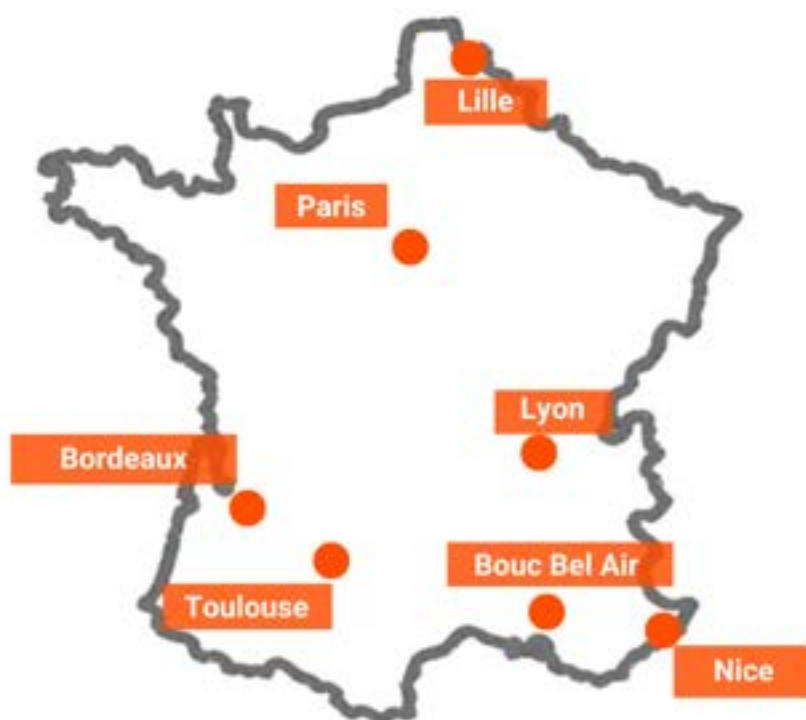 Lille
Paris
Lyon
Bordeaux
Bouc Bel Air
Toulouse
Nice